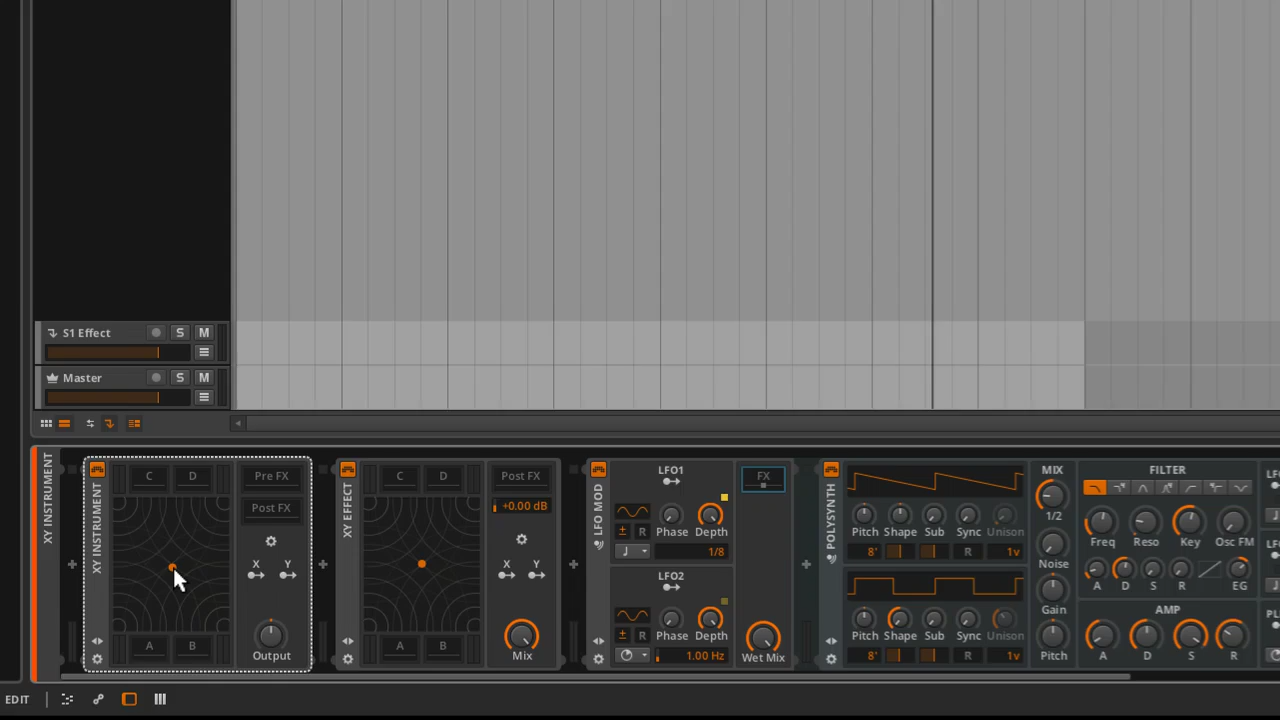 S1 Effect
S
M
Master
S
M
XY INSTRUMENT
XY INSTRUMENT
C
D
A
B
Pre FX
Post FX
X
Y
Output
XY EFFECT
C
D
A
B
Post FX
+0.00 dB
X
Y
Mix
LFO MOD
LFO1
±
R
Phase
Depth
1/8
LFO2
±
R
Phase
Depth
1.00 Hz
FX
Wet Mix
POLYSYNTH
Pitch
Shape
Sub
Sync
Unison
8'
R
1v
Pitch
Shape
Sub
Sync
Unison
8'
R
1v
MIX
1/2
Noise
Gain
Pitch
FILTER
Freq
Reso
Key
Osc FM
A
D
S
R
EG
AMP
A
D
S
R
EDIT